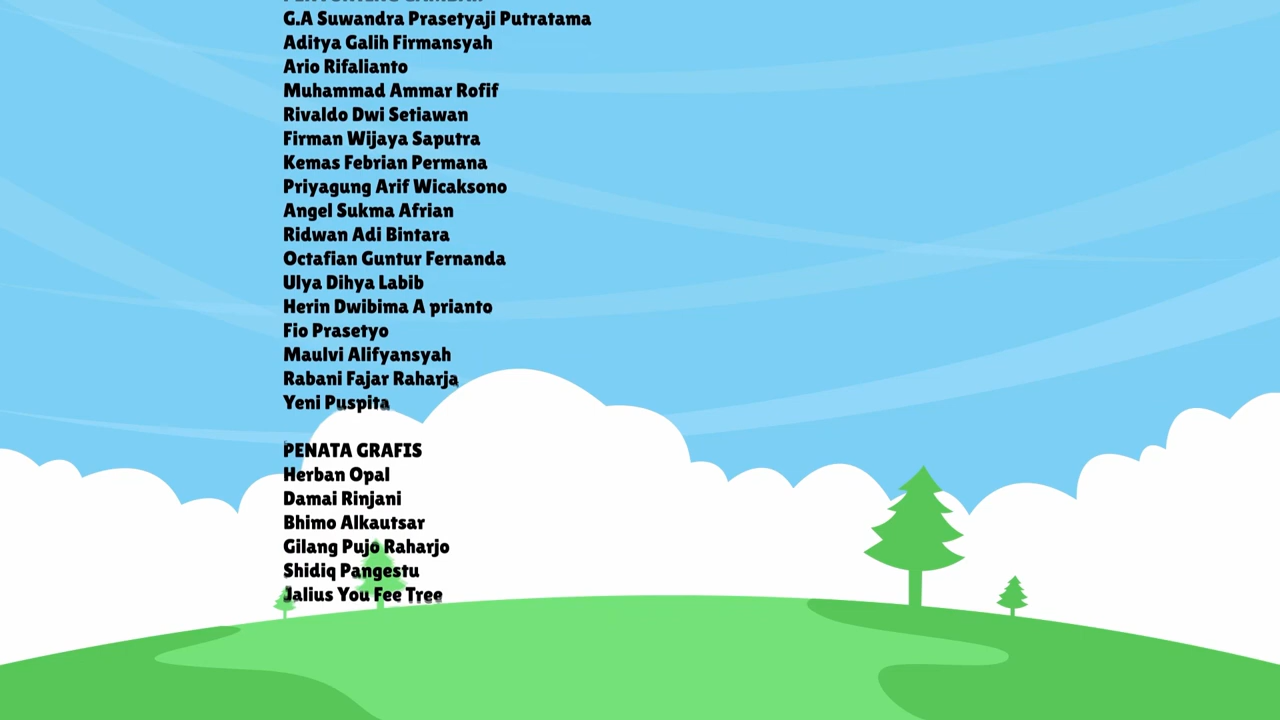 G.A Suwandra Prasetyaji Putratama
Aditya Galih Firmansyah
Ario Rifalianto
Muhammad Ammar Rofif
Rivaldo Dwi Setiawan
Firman Wijaya Saputra
Kemas Febrian Permana
Priyagung Arif Wicaksono
Angel Sukma Afrian
Ridwan Adi Bintara
Octafian Guntur Fernanda
Ulya Dihya Labib
Herin Dwibima A prianto
Fio Prasetyo
Maulvi Alifyansyah
Rabani Fajar Raharja
Yeni Puspita
PENATA GRAFIS
Herban Opal
Damai Rinjani
Bhimo Alkautsar
Gilang Pujo Raharjo
Shidiq Pangestu
Jalius You Fee Tree